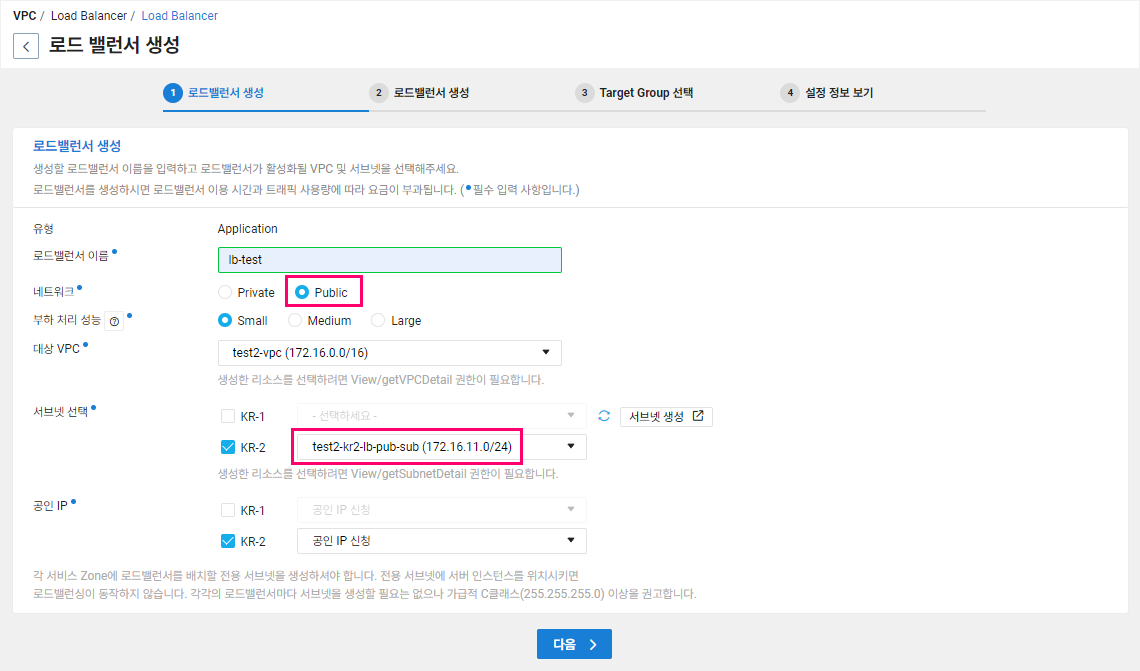 VPC / Load Balancer / Load Balancer
로드 밸런서 생성
1 로드밸런서 생성 2 로드밸런서 생성 3 Target Group 선택 4 설정 정보 보기
로드밸런서 생성
생성할 로드밸런서 이름을 입력하고 로드밸런서가 활성화될 VPC 및 서브넷을 선택해주세요.
로드밸런서를 생성하시면 로드밸런서 이용 시간과 트래픽 사용량에 따라 요금이 부과됩니다. (•필수 입력 사항입니다.)
유형 Application
로드밸런서 이름• lb-test
네트워크• Private Public
부하 처리 성능 ?• Small Medium Large
대상 VPC• test2-vpc (172.16.0.0/16)
생성한 리소스를 선택하려면 View/getVPCDetail 권한이 필요합니다.
서브넷 선택• KR-1 - 선택하세요 - 서브넷 생성
KR-2 test2-kr2-lb-pub-sub (172.16.11.0/24)
생성한 리소스를 선택하려면 View/getSubnetDetail 권한이 필요합니다.
공인 IP• KR-1 공인 IP 신청
KR-2 공인 IP 신청
각 서비스 Zone에 로드밸런서를 배치할 전용 서브넷을 생성하셔야 합니다. 전용 서브넷에 서버 인스턴스를 위치시키면
로드밸런싱이 동작하지 않습니다. 각각의 로드밸런서마다 서브넷을 생성할 필요는 없으나 가급적 C클래스(255.255.255.0) 이상을 권고합니다.
다음